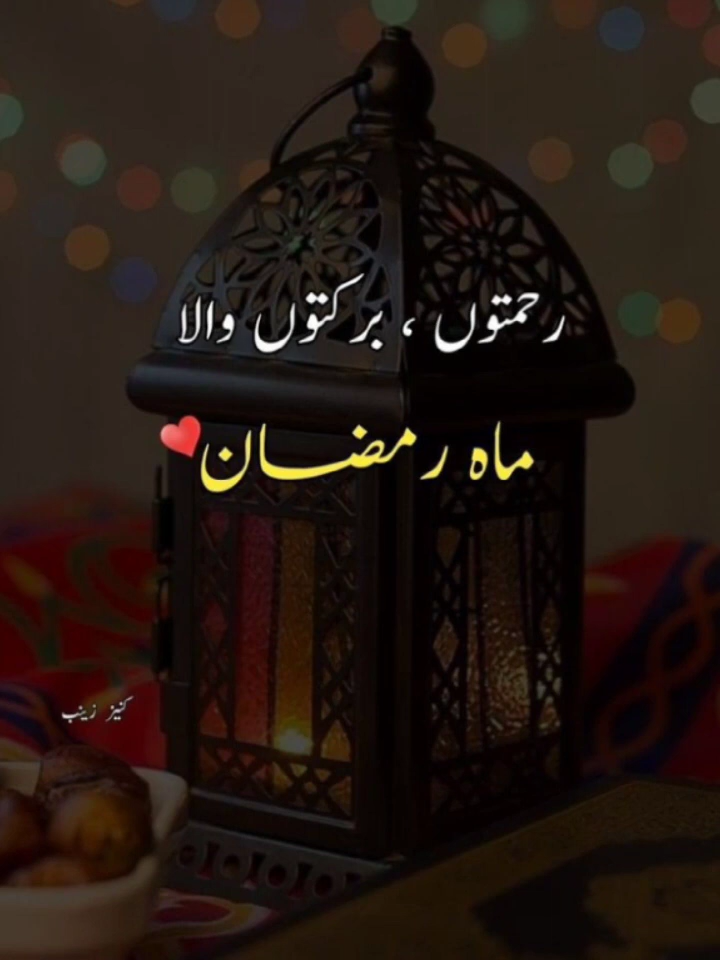 رحمتوں ، برکتوں والا
ماہ رمضان❤️
کنیز زینب